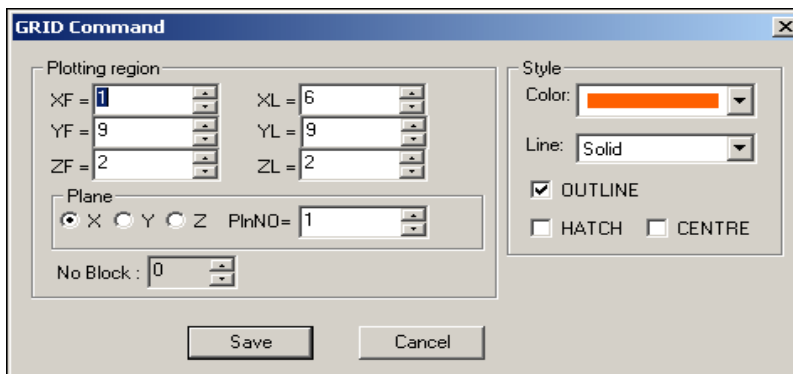 GRID Command
Plotting region
XF = 1 XL = 6
YF = 9 YL = 9
ZF = 2 ZL = 2
Plane
X Y Z PlnNO= 1
No Block : 0
Style
Color:
Line: Solid
OUTLINE
HATCH CENTRE
Save Cancel